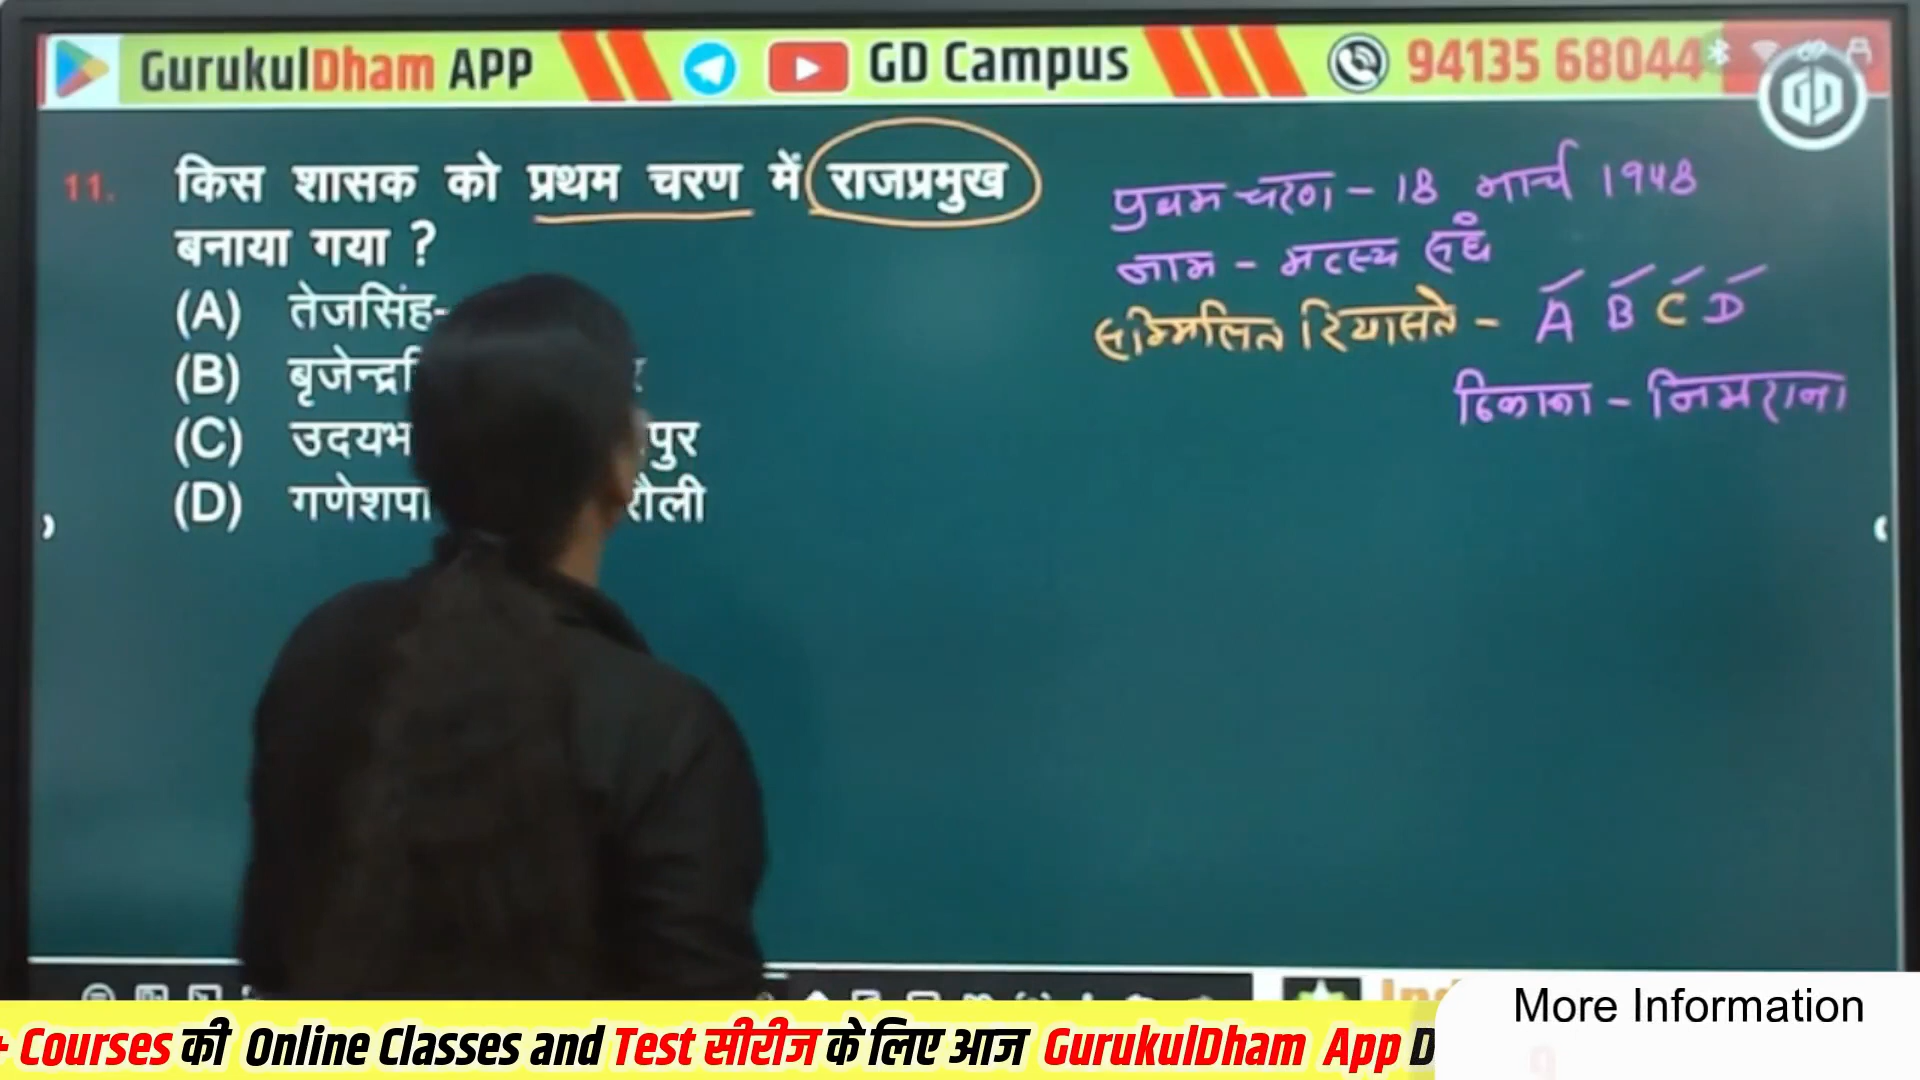 GurukulDham APP GD Campus 94135 68044 GD
11. किस शासक को प्रथम चरण में राजप्रमुख
बनाया गया ?
(A) तेजसिंह-
(B) बृजेन्द्र
(C) उदयभ पुर
(D) गणेशपा रौली
प्रथम चरण - 18 मार्च 1948
नाम - मत्स्य संघ
सम्मिलित रियासते - A B C D
ठिकाना - निमराना
Courses की Online Classes and Test सीरीज के लिए आज GurukulDham App D
More Information